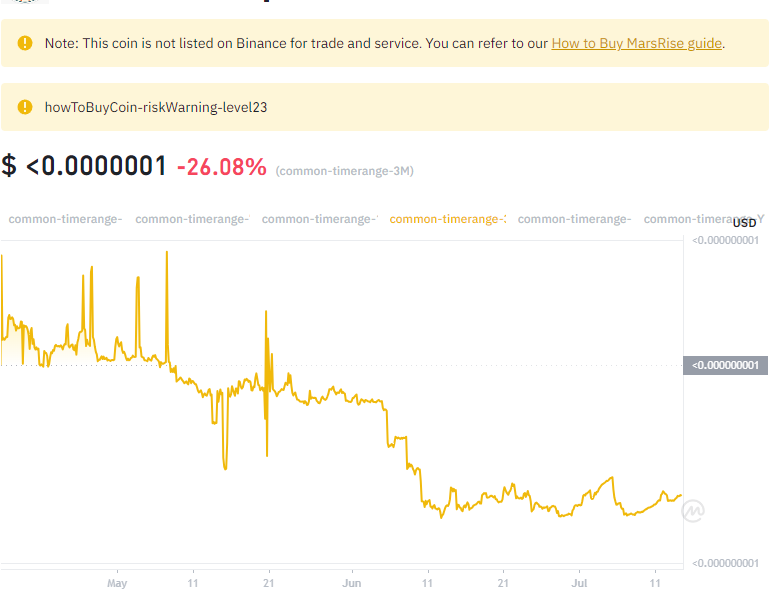 Note: This coin is not listed on Binance for trade and service. You can refer to our How to Buy MarsRise guide.
howToBuyCoin-riskWarning-level23
$ <0.0000001 -26.08% (common-timerange-3M)
common-timerange- common-timerange- common-timerange- common-timerange- common-timerange- common-timerange-Y
USD
<0.000000001
<0.000000001
<0.000000001
May 11 21 Jun 11 21 Jul 11